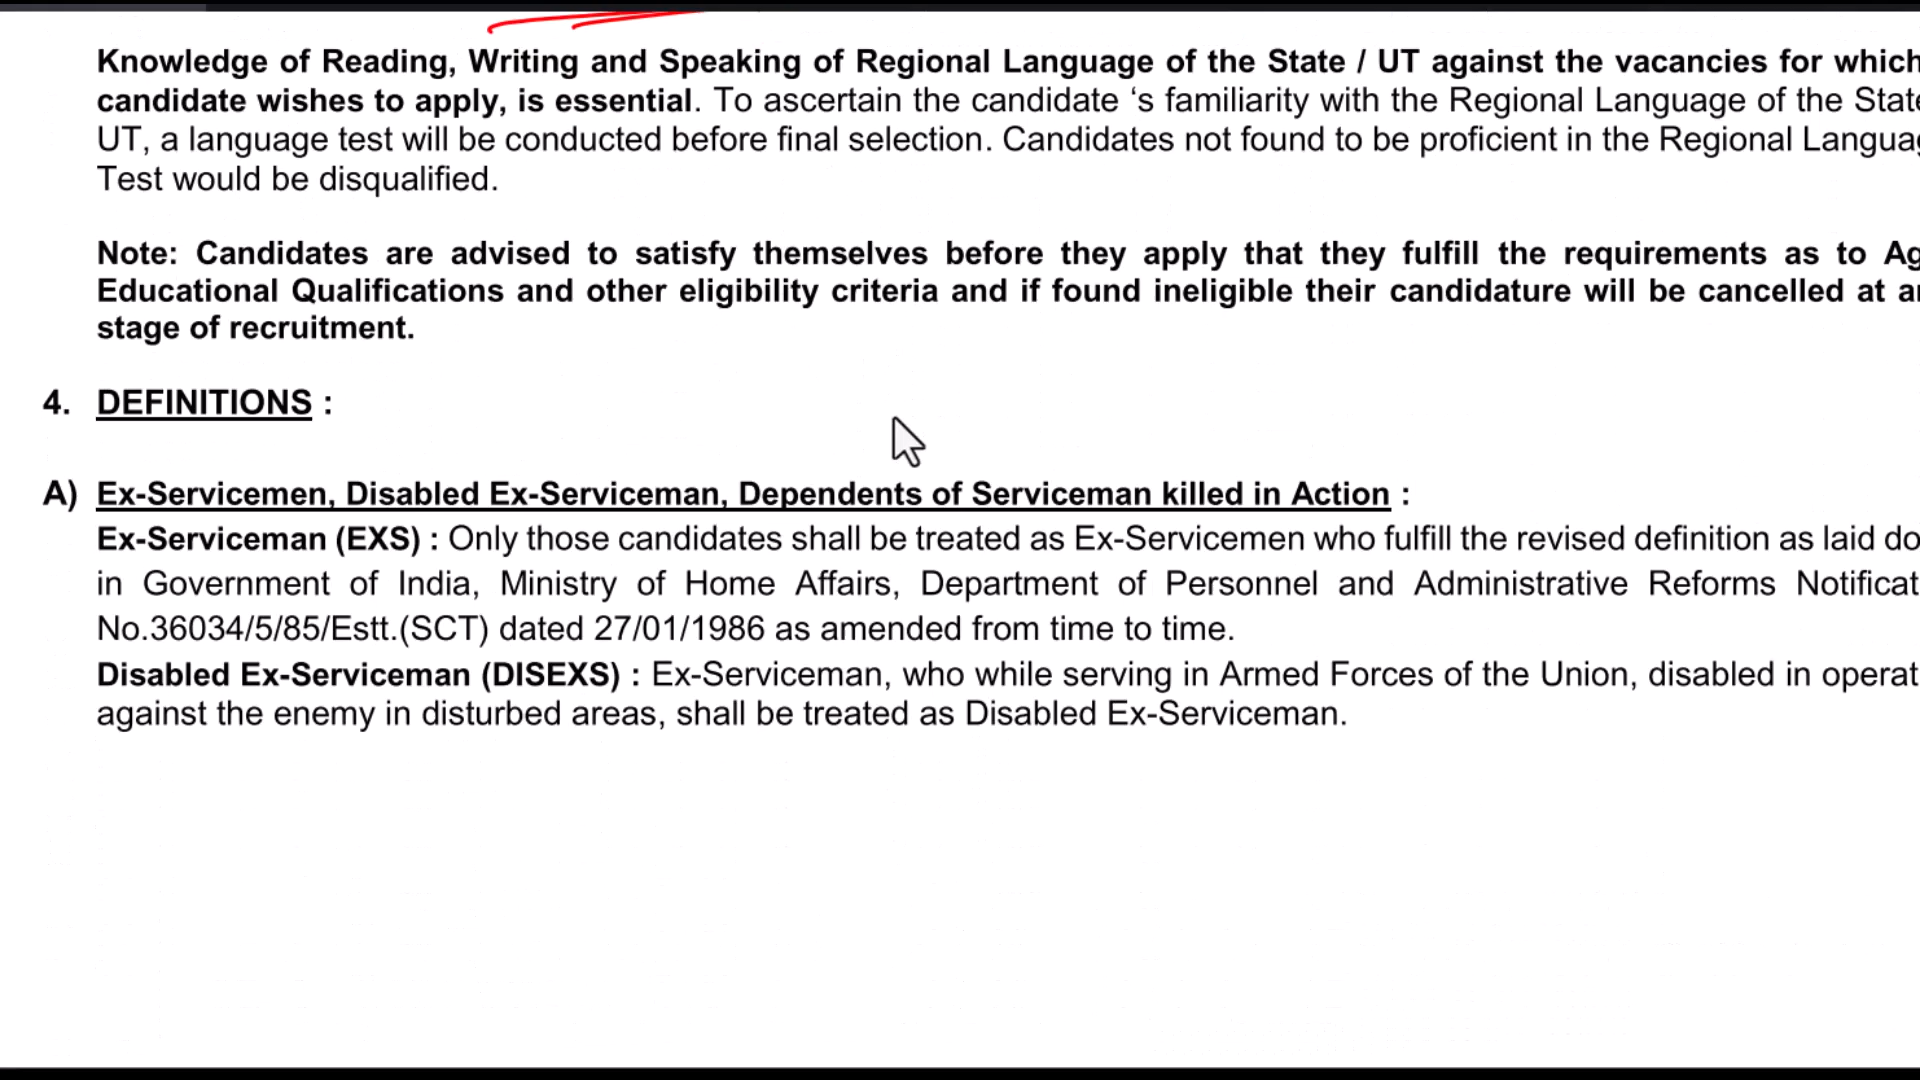 Knowledge of Reading, Writing and Speaking of Regional Language of the State / UT against the vacancies for which
candidate wishes to apply, is essential. To ascertain the candidate ‘s familiarity with the Regional Language of the State
UT, a language test will be conducted before final selection. Candidates not found to be proficient in the Regional
Test would be disqualified.
Note: Candidates are advised to satisfy themselves before they apply that they fulfill the requirements as to
Educational Qualifications and other eligibility criteria and if found ineligible their candidature will be cancelled at
stage of recruitment.
4. DEFINITIONS :
A) Ex-Servicemen, Disabled Ex-Serviceman, Dependents of Serviceman killed in Action :
Ex-Serviceman (EXS) : Only those candidates shall be treated as Ex-Servicemen who fulfill the revised definition as laid
in Government of India, Ministry of Home Affairs, Department of Personnel and Administrative Reforms
No.36034/5/85/Estt.(SCT) dated 27/01/1986 as amended from time to time.
Disabled Ex-Serviceman (DISEXS) : Ex-Serviceman, who while serving in Armed Forces of the Union, disabled in
against the enemy in disturbed areas, shall be treated as Disabled Ex-Serviceman.